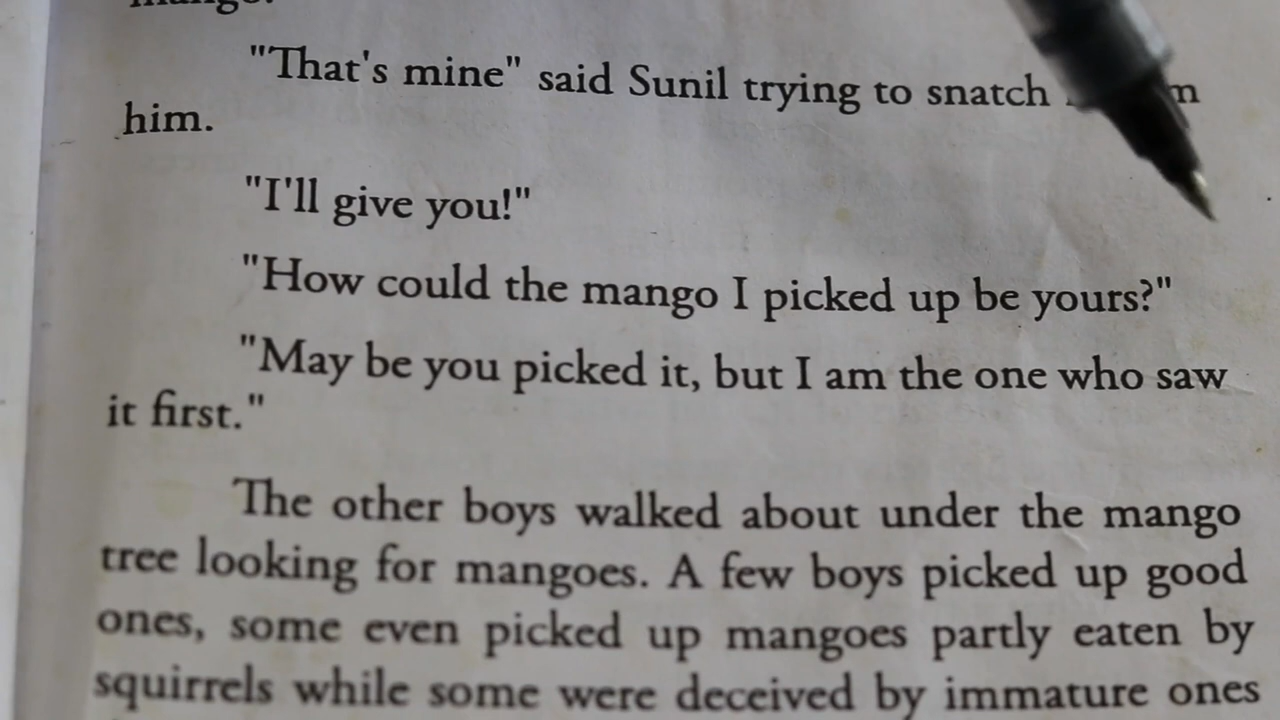 mango.
"That's mine" said Sunil trying to snatch
him.
"I'll give you!"
"How could the mango I picked up be yours?"
"May be you picked it, but I am the one who saw
it first."
The other boys walked about under the mango
tree looking for mangoes. A few boys picked up good
ones, some even picked up mangoes partly eaten by
squirrels while some were deceived by immature ones